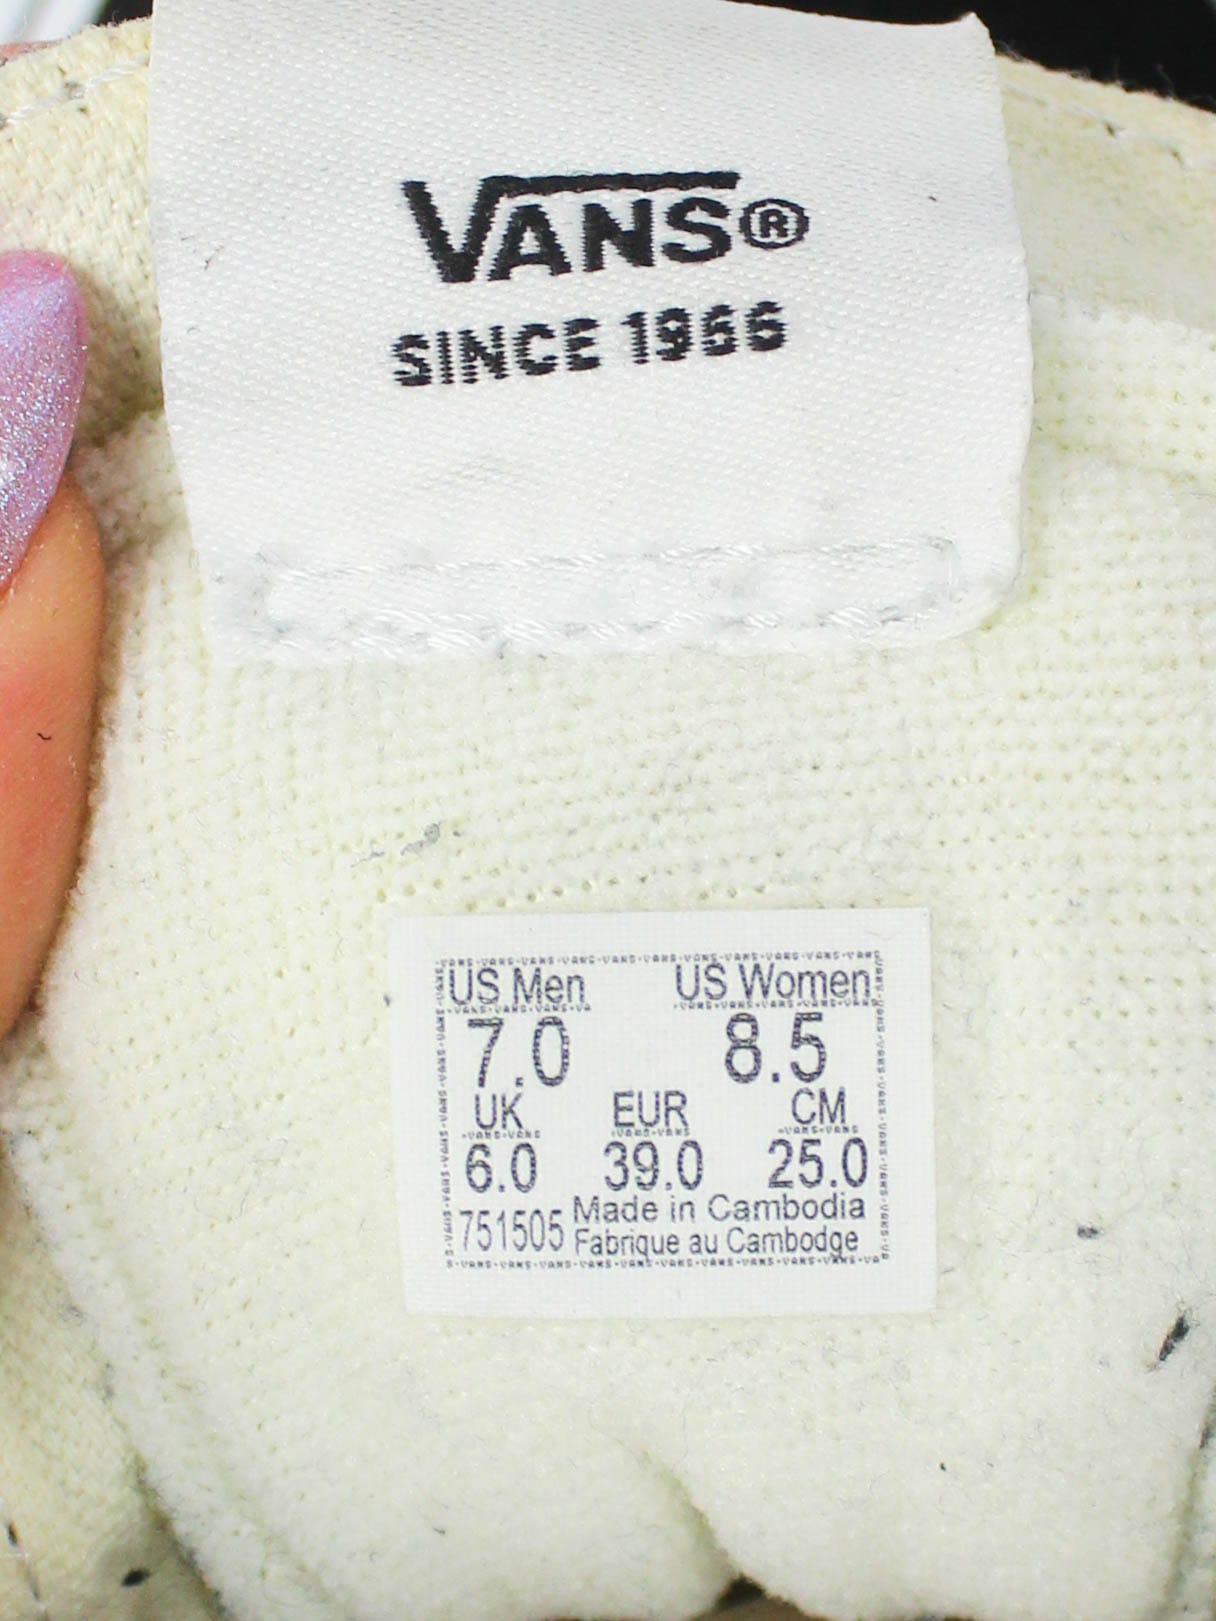 VANS®
SINCE 1966
US Men US Women
7.0 8.5
UK EUR CM
6.0 39.0 25.0
751505 Made in Cambodia
Fabrique au Cambodge